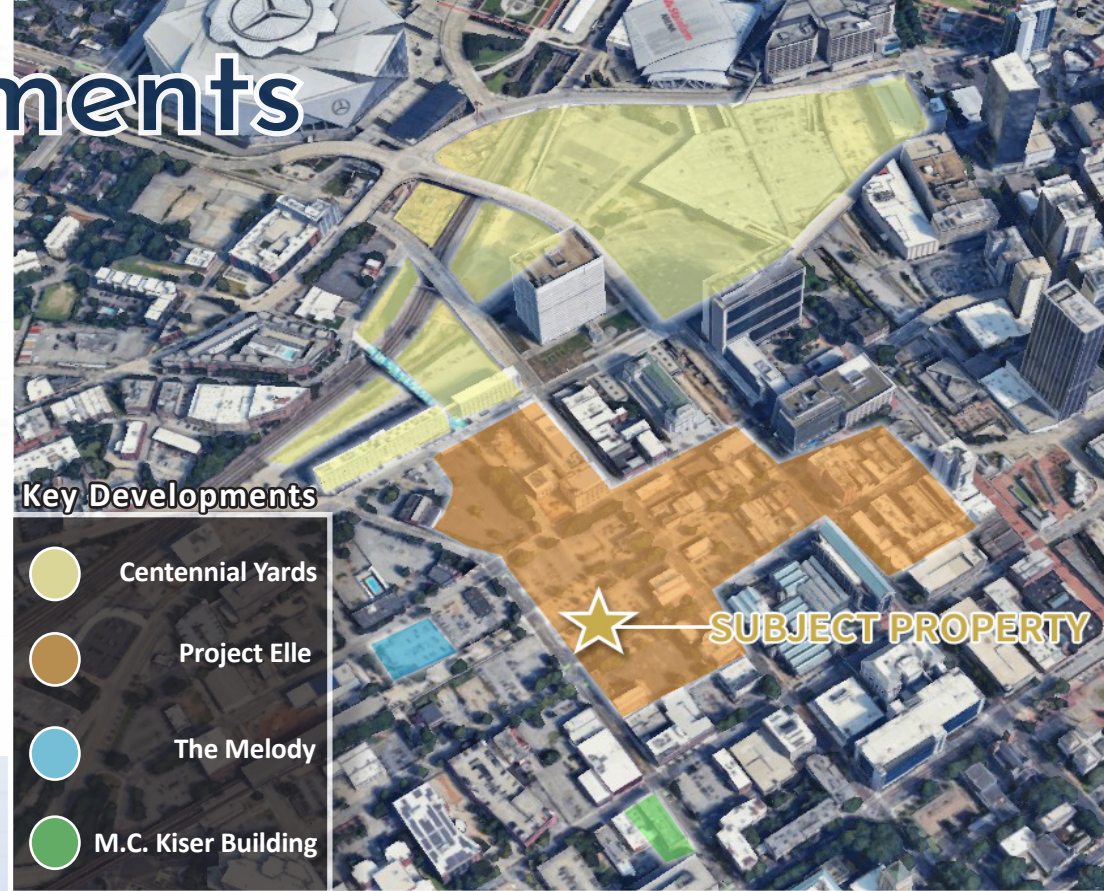 ments
Key Developments
Centennial Yards
Project Elle
The Melody
M.C. Kiser Building
SUBJECT PROPERTY